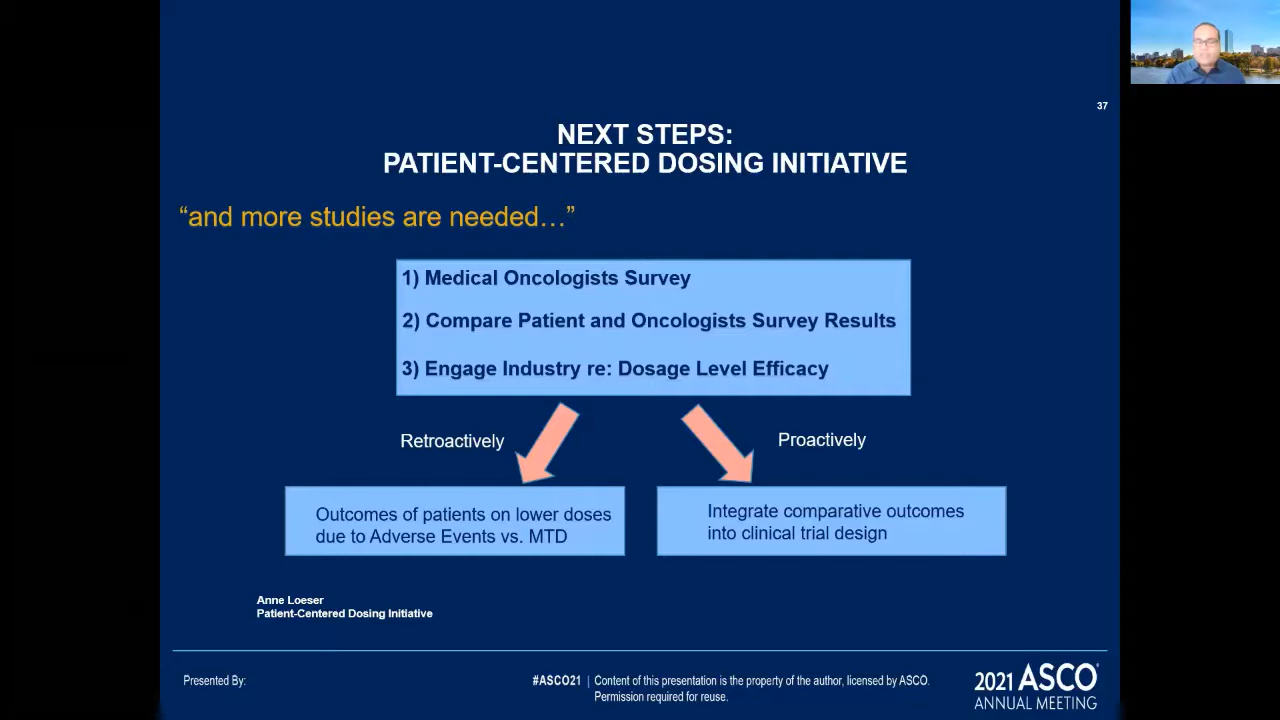 37
NEXT STEPS:
PATIENT-CENTERED DOSING INITIATIVE
“and more studies are needed…”
1) Medical Oncologists Survey
2) Compare Patient and Oncologists Survey Results
3) Engage Industry re: Dosage Level Efficacy
Retroactively
Proactively
Outcomes of patients on lower doses
due to Adverse Events vs. MTD
Integrate comparative outcomes
into clinical trial design
Anne Loeser
Patient-Centered Dosing Initiative
Presented By:
#ASCO21 | Content of this presentation is the property of the author, licensed by ASCO.
Permission required for reuse.
2021 ASCO®
ANNUAL MEETING